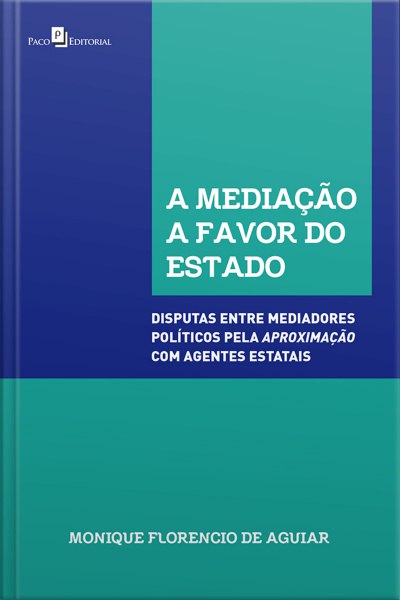 PACO P EDITORIAL
A MEDIAÇÃO
A FAVOR DO
ESTADO
DISPUTAS ENTRE MEDIADORES
POLÍTICOS PELA APROXIMAÇÃO
COM AGENTES ESTATAIS
MONIQUE FLORENCIO DE AGUIAR